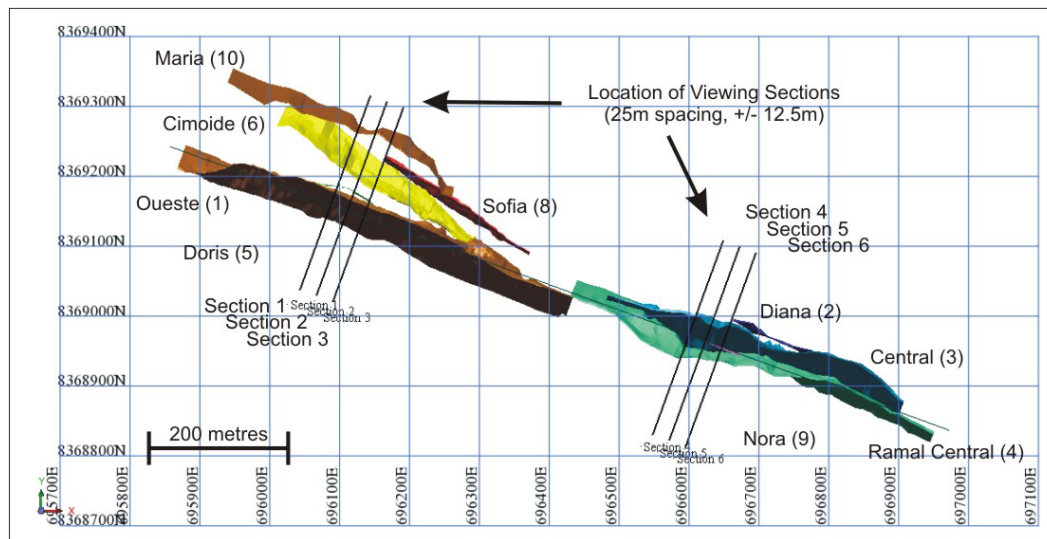 8369400N
Maria (10)
8369300N
Location of Viewing Sections
(25m spacing, +/- 12.5m)
Cimoide (6)
8369200N
Oueste (1)
Sofia (8)
Section 4
Section 5
Section 6
8369100N
Doris (5)
Section 1
Section 2
Section 3
Section 1
Section 2
Section 3
8369000N
Diana (2)
Central (3)
8368900N
200 metres
Nora (9)
Ramal Central (4)
Section 5
Section 6
8368800N
8368700N
Y
X
695700E
695800E
695900E
696000E
696100E
696200E
696300E
696400E
696500E
696600E
696700E
696800E
696900E
697000E
697100E